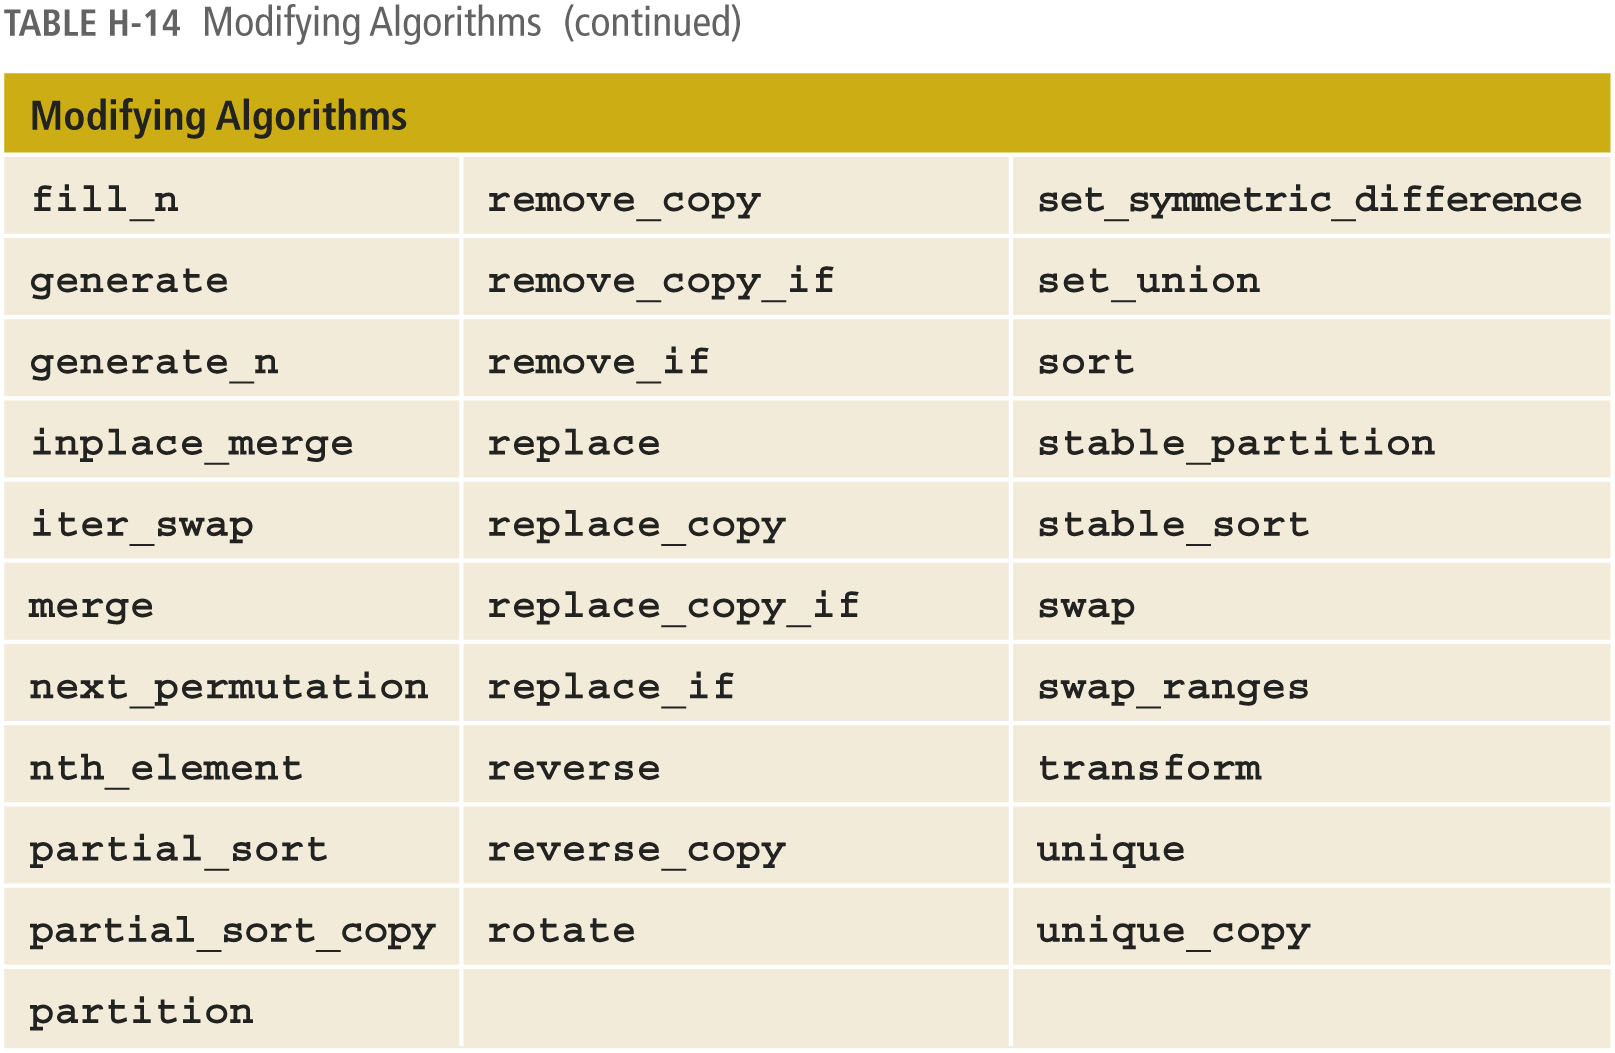 TABLE H-14 Modifying Algorithms (continued)
Modifying Algorithms
fill_n remove_copy set_symmetric_difference
generate remove_copy_if set_union
generate_n remove_if sort
inplace_merge replace stable_partition
iter_swap replace_copy stable_sort
merge replace_copy_if swap
next_permutation replace_if swap_ranges
nth_element reverse transform
partial_sort reverse_copy unique
partial_sort_copy rotate unique_copy
partition